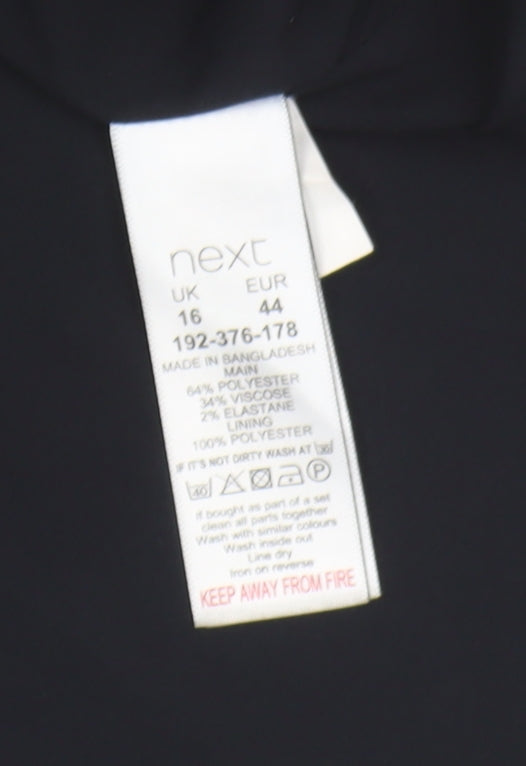 next
UK EUR
16 44
192-376-178
MADE IN BANGLADESH
MAIN
64% POLYESTER
34% VISCOSE
2% ELASTANE
LINING
100% POLYESTER
IF IT'S NOT DIRTY WASH AT 30
40 P
If bought as part of a set
clean all parts together
Wash with similar colours
Wash inside out
Line dry
Iron on reverse
KEEP AWAY FROM FIRE